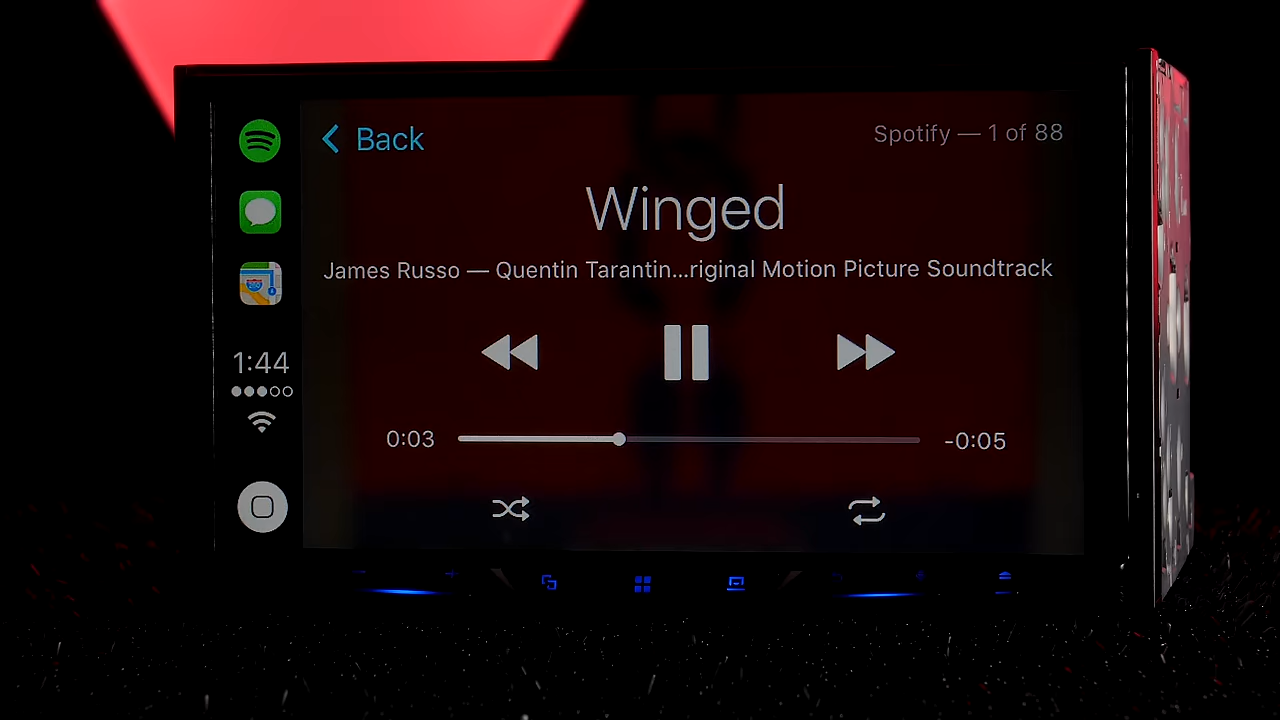 Back
Spotify — 1 of 88
Winged
James Russo — Quentin Tarantin...riginal Motion Picture Soundtrack
1:44
0:03
-0:05